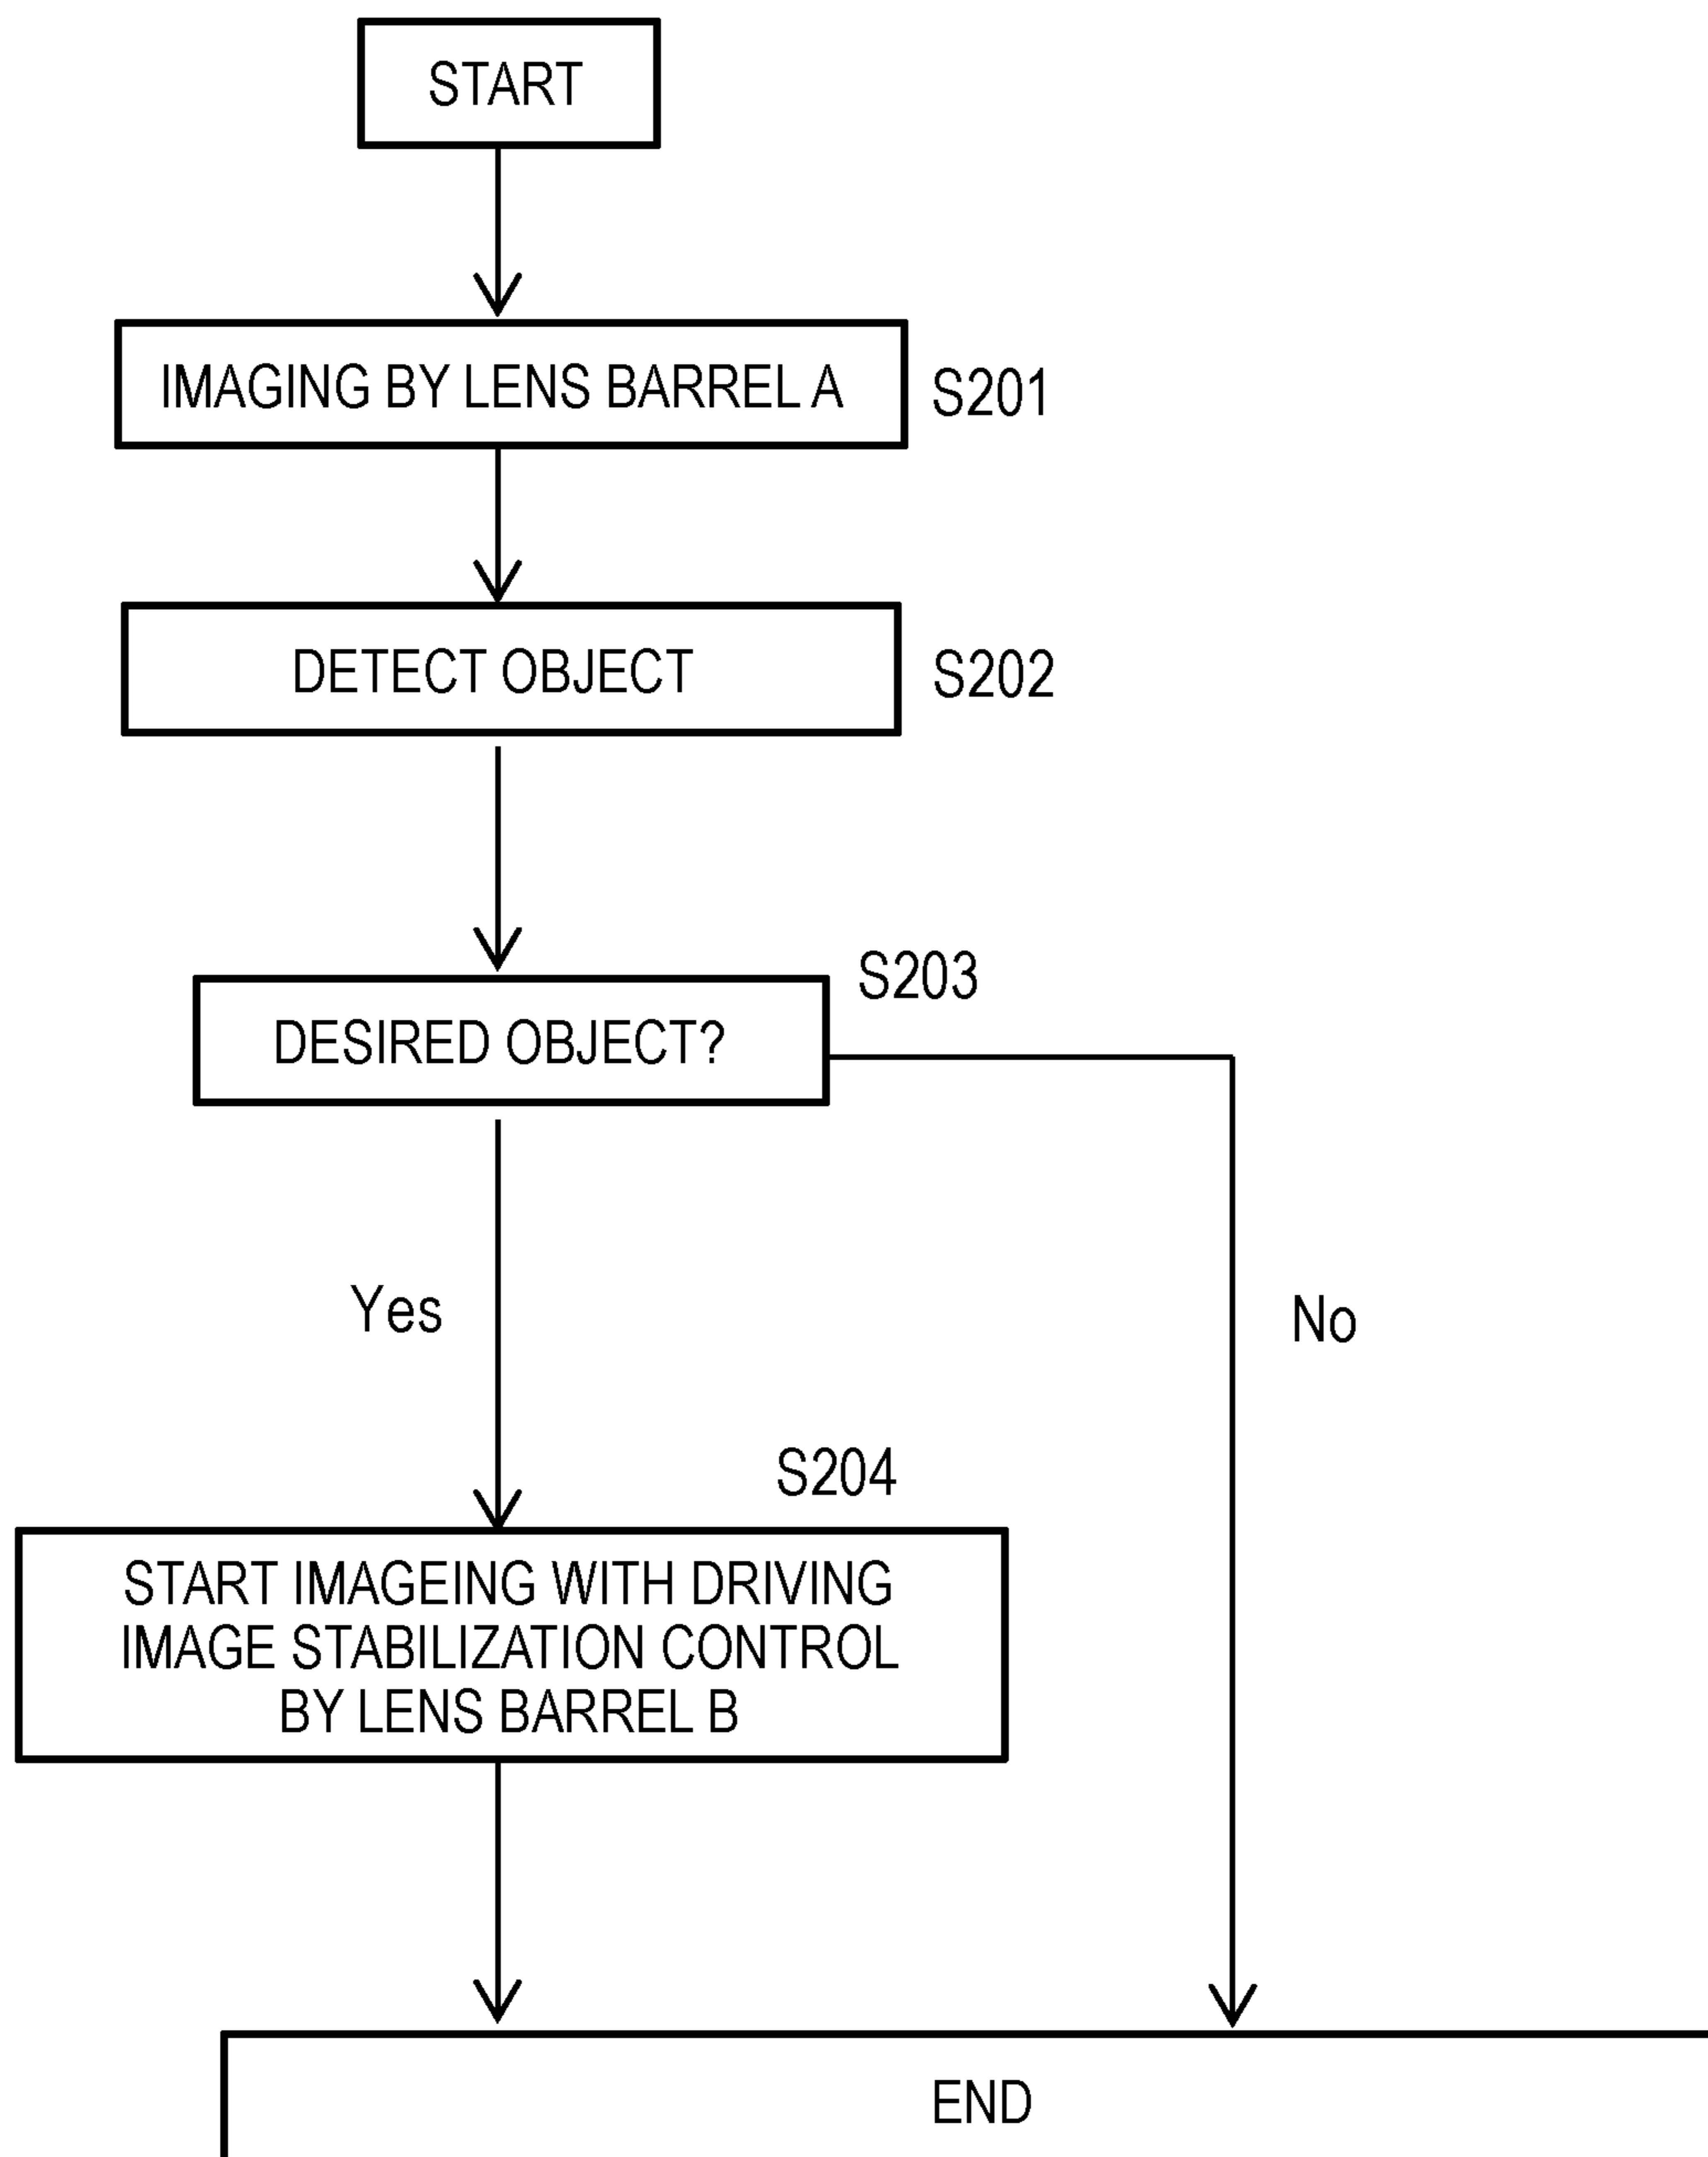 START
IMAGING BY LENS BARREL A
S201
DETECT OBJECT
S202
S203
DESIRED OBJECT?
Yes
No
S204
START IMAGEING WITH DRIVING
IMAGE STABILIZATION CONTROL
BY LENS BARREL B
END